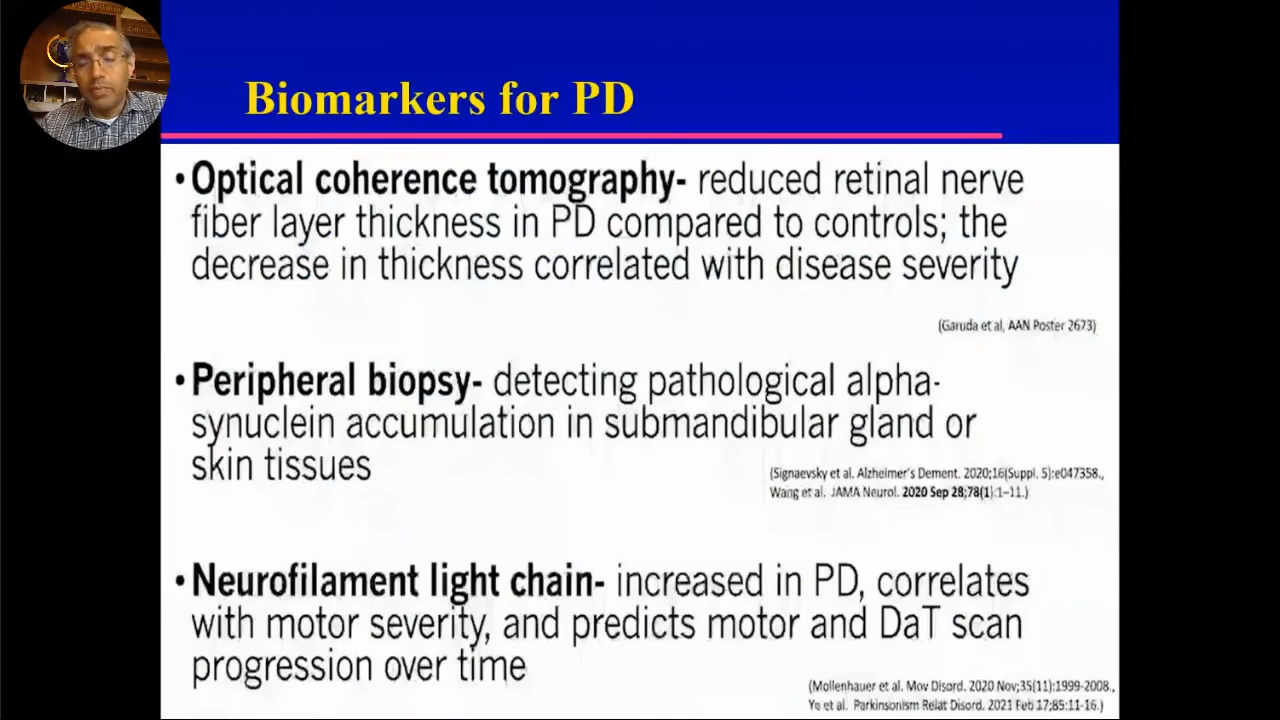 Biomarkers for PD
•Optical coherence tomography- reduced retinal nerve
fiber layer thickness in PD compared to controls; the
decrease in thickness correlated with disease severity
(Garuda et al, AAN Poster 2673)
•Peripheral biopsy- detecting pathological alpha-
synuclein accumulation in submandibular gland or
skin tissues
(Signaevsky et al. Alzheimer's Dement. 2020;16(Suppl. 5):e047358.,
Wang et al. JAMA Neurol. 2020 Sep 28;78(1):1–11.)
•Neurofilament light chain- increased in PD, correlates
with motor severity, and predicts motor and DaT scan
progression over time
(Mollenhauer et al. Mov Disord. 2020 Nov;35(11):1999-2008.,
Ye et al. Parkinsonism Relat Disord. 2021 Feb 17;85:11-16.)